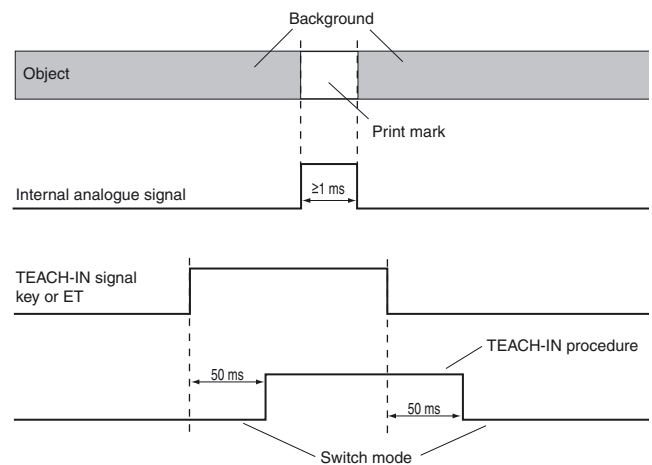 Background
Object
Print mark
Internal analogue signal
≥1 ms
TEACH-IN signal
key or ET
TEACH-IN procedure
50 ms
50 ms
Switch mode